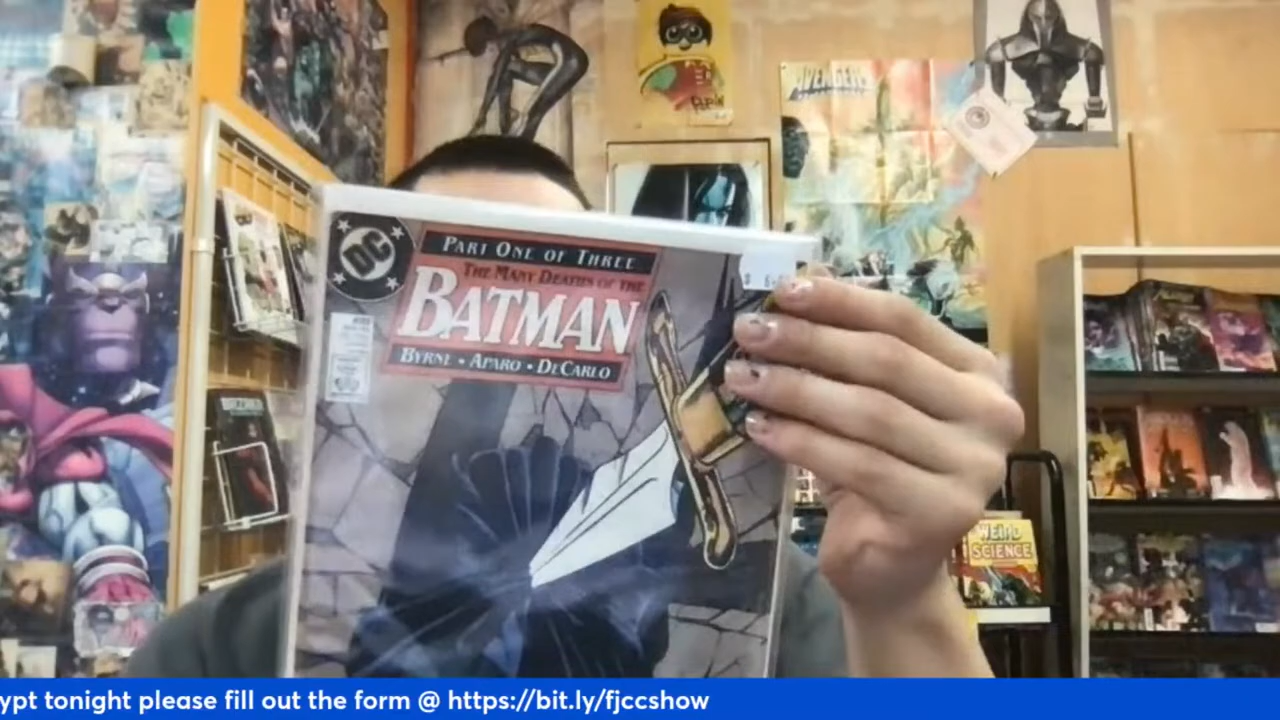 DC
PART ONE OF THREE
THE MANY DEATHS OF THE
BATMAN
BYRNE • APARO • DECARLO
AVENGERS
WEIRD
SCIENCE
ypt tonight please fill out the form @ https://bit.ly/fjccshow